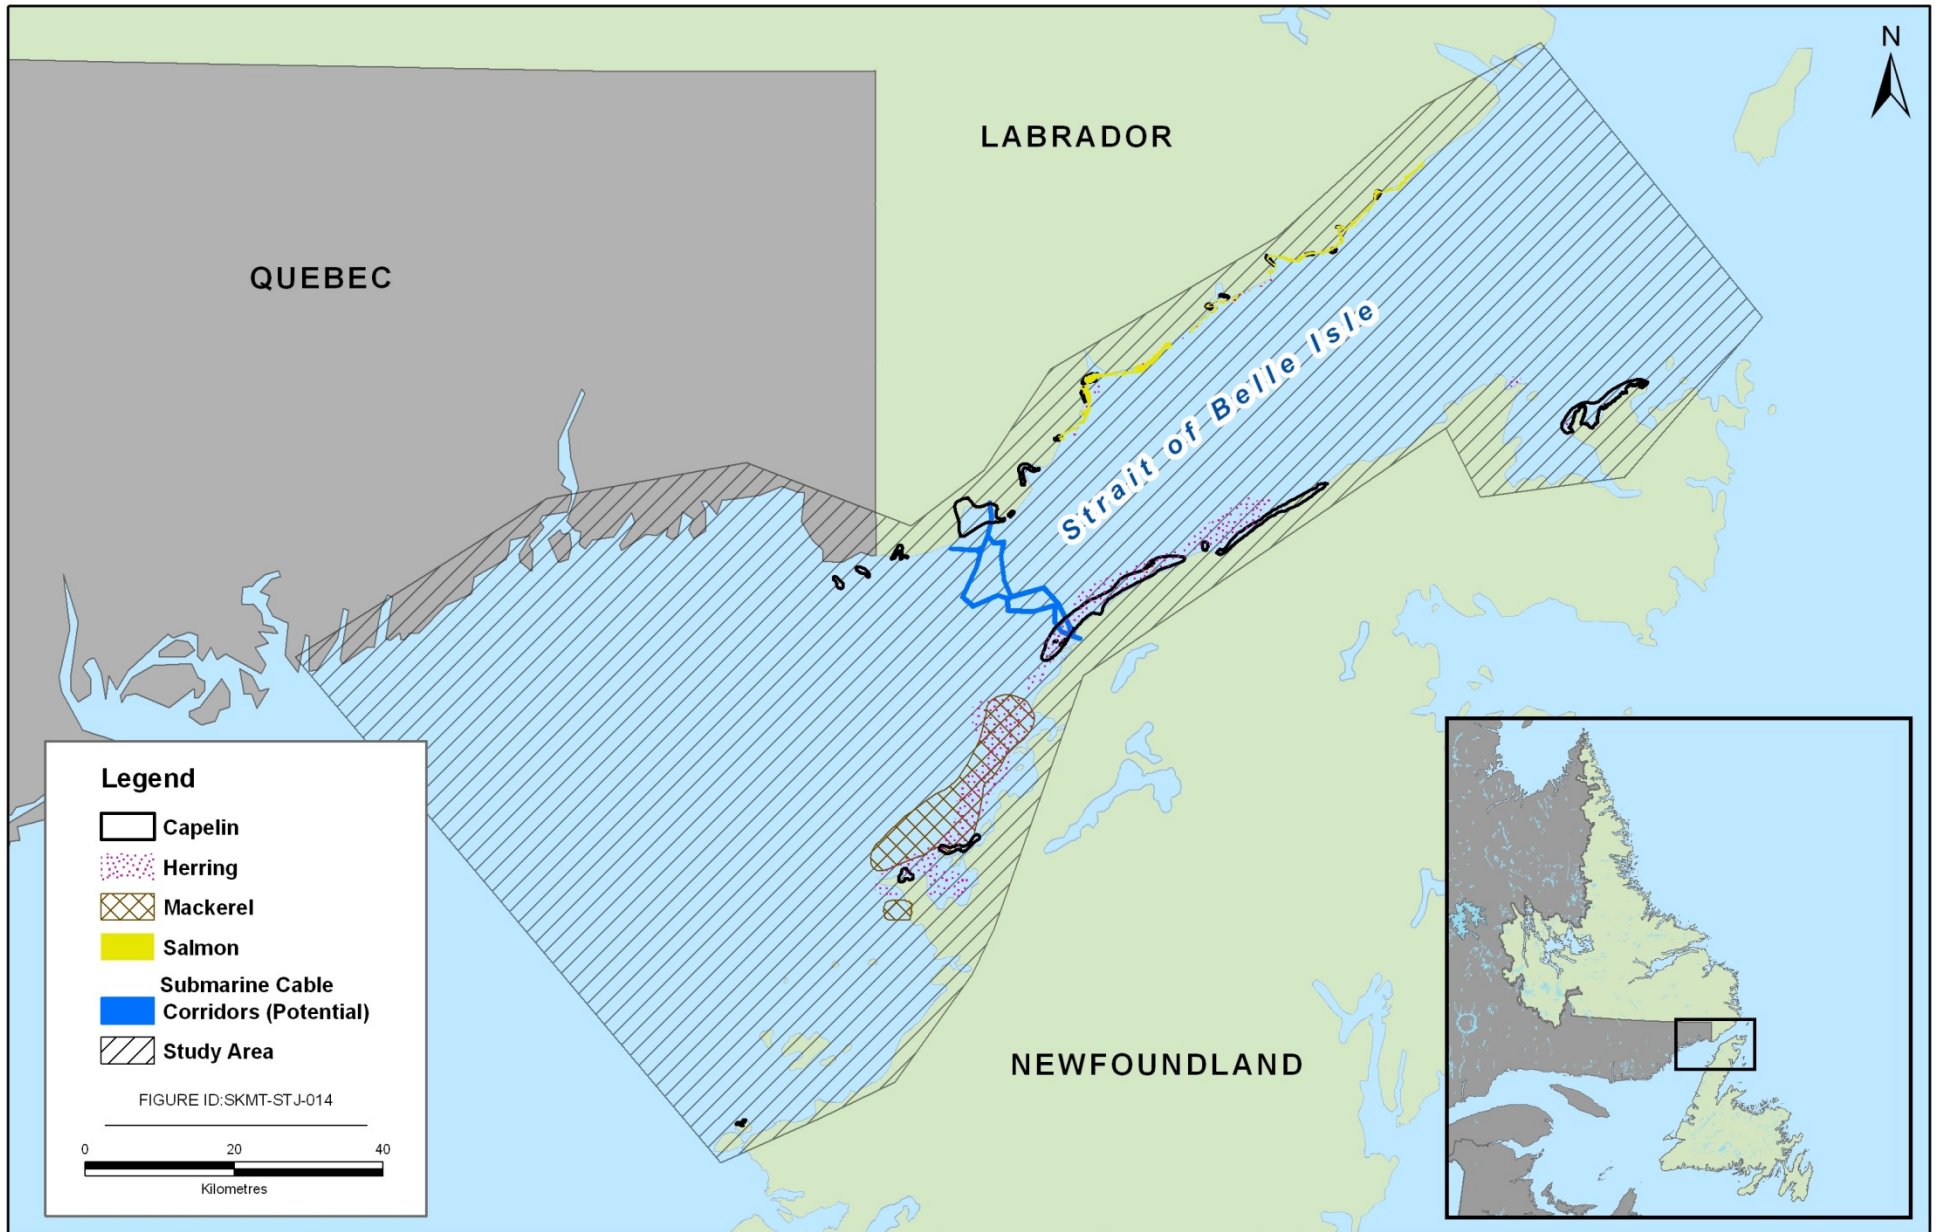 N
LABRADOR
QUEBEC
Strait of Belle Isle
NEWFOUNDLAND
Legend
Capelin
Herring
Mackerel
Salmon
Submarine Cable
Corridors (Potential)
Study Area
FIGURE ID:SKMT-STJ-014
0 20 40
Kilometres